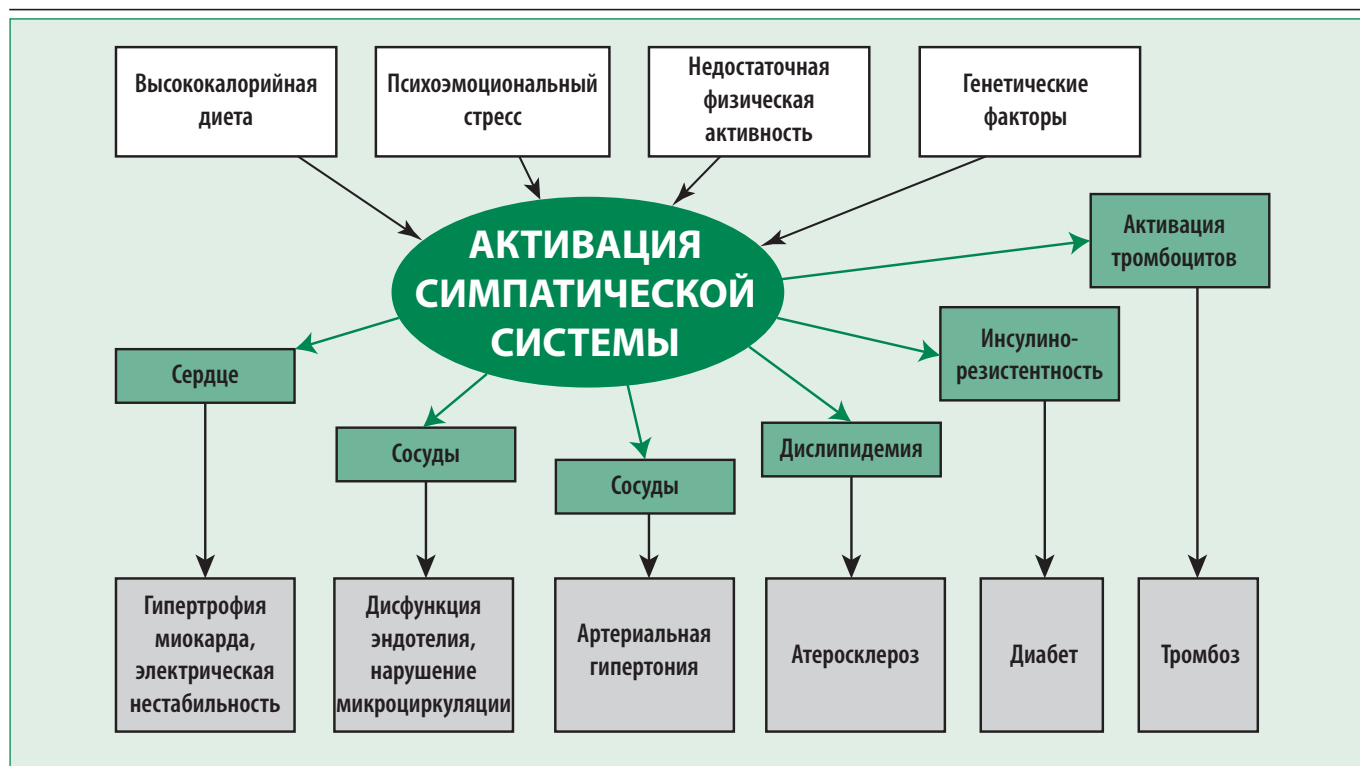 Высококалорийная
диета
Психоэмоциональный
стресс
Недостаточная
физическая
активность
Генетические
факторы
АКТИВАЦИЯ
СИМПАТИЧЕСКОЙ
СИСТЕМЫ
Активация
тромбоцитов
Инсулино-
резистентность
Сердце
Сосуды
Сосуды
Дислипидемия
Гипертрофия
миокарда,
электрическая
нестабильность
Дисфункция
эндотелия,
нарушение
микроциркуляции
Артериальная
гипертония
Атеросклероз
Диабет
Тромбоз